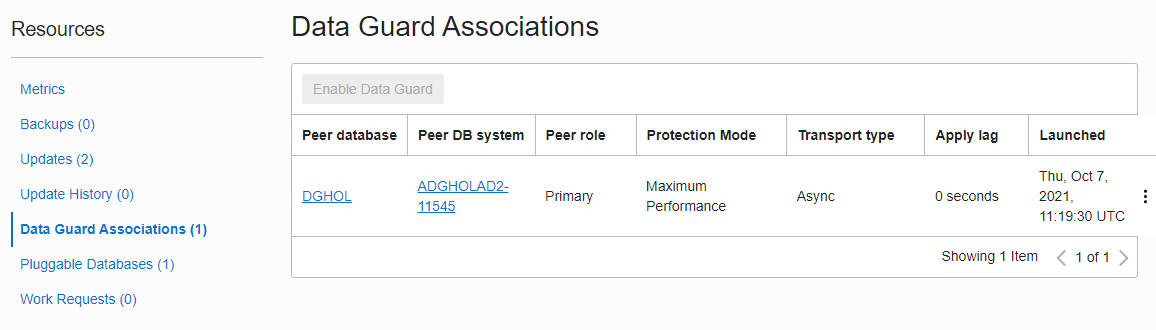 Resources
Metrics
Backups (0)
Updates (2)
Update History (0)
Data Guard Associations (1)
Pluggable Databases (1)
Work Requests (0)
Data Guard Associations
Enable Data Guard
Peer database Peer DB system Peer role Protection Mode Transport type Apply lag Launched
DGHOL
ADGHOLAD2-
11545
Primary
Maximum
Performance
Async
0 seconds
Thu, Oct 7,
2021,
11:19:30 UTC
Showing 1 Item 1 of 1